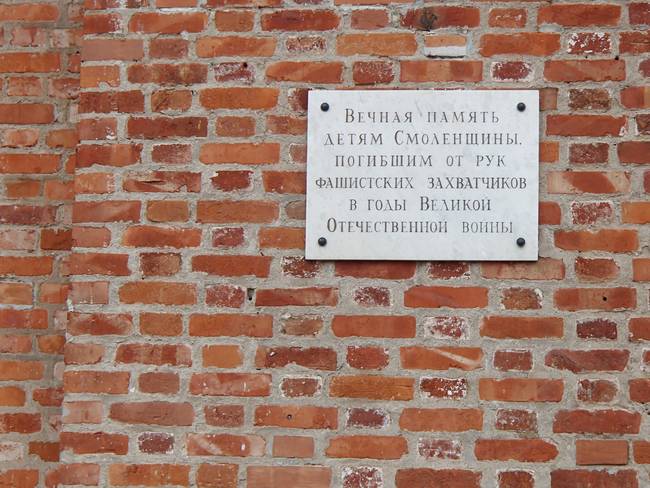 Вечная память
детям Смоленщины,
погибшим от рук
фашистских захватчиков
в годы Великой
Отечественной войны